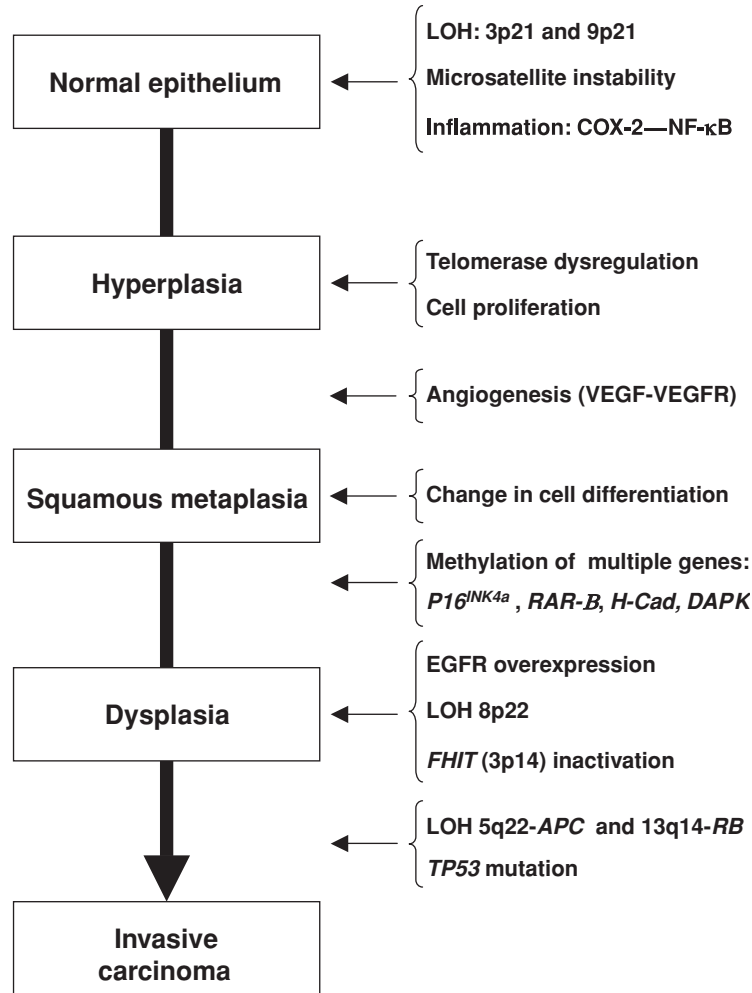 Normal epithelium
LOH: 3p21 and 9p21
Microsatellite instability
Inflammation: COX-2—NF-κB
Hyperplasia
Telomerase dysregulation
Cell proliferation
Angiogenesis (VEGF-VEGFR)
Squamous metaplasia
Change in cell differentiation
Methylation of multiple genes:
P16INK4a , RAR-B, H-Cad, DAPK
Dysplasia
EGFR overexpression
LOH 8p22
FHIT (3p14) inactivation
LOH 5q22-APC and 13q14-RB
TP53 mutation
Invasive
carcinoma